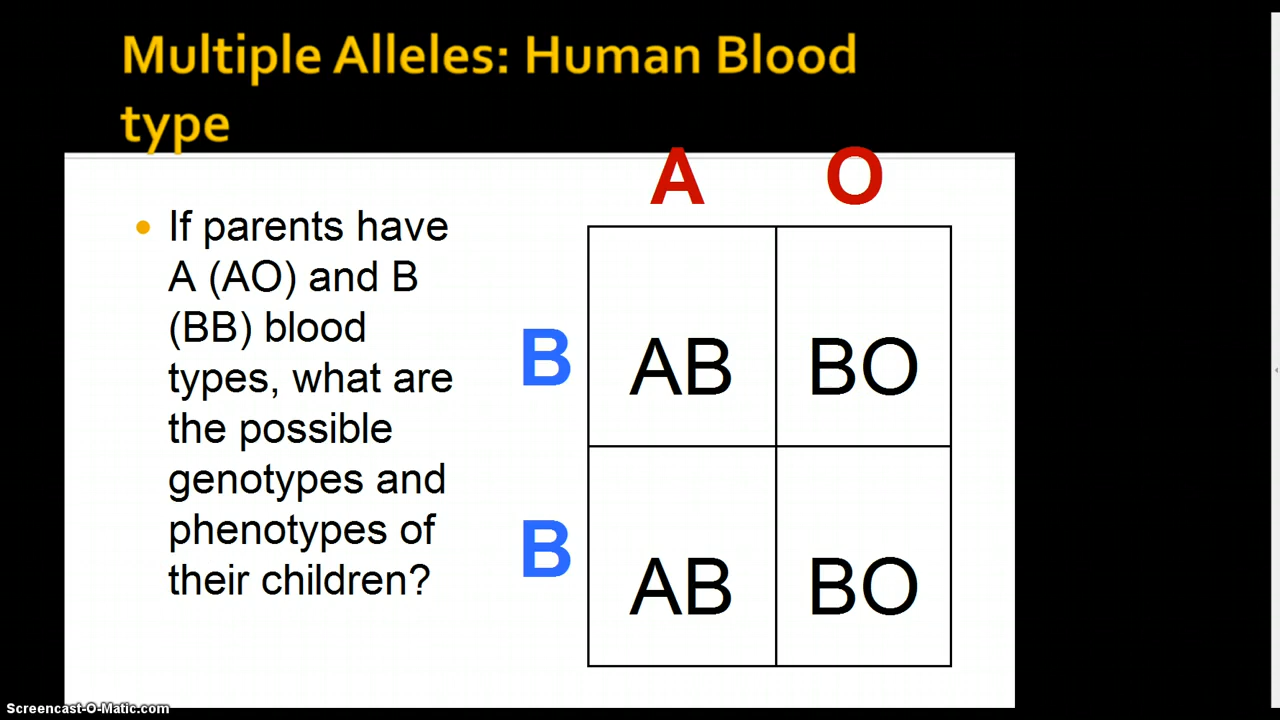 Multiple Alleles: Human Blood
type
• If parents have
A (AO) and B
(BB) blood
types, what are
the possible
genotypes and
phenotypes of
their children?
A O
B AB BO
B AB BO
Screencast-O-Matic.com